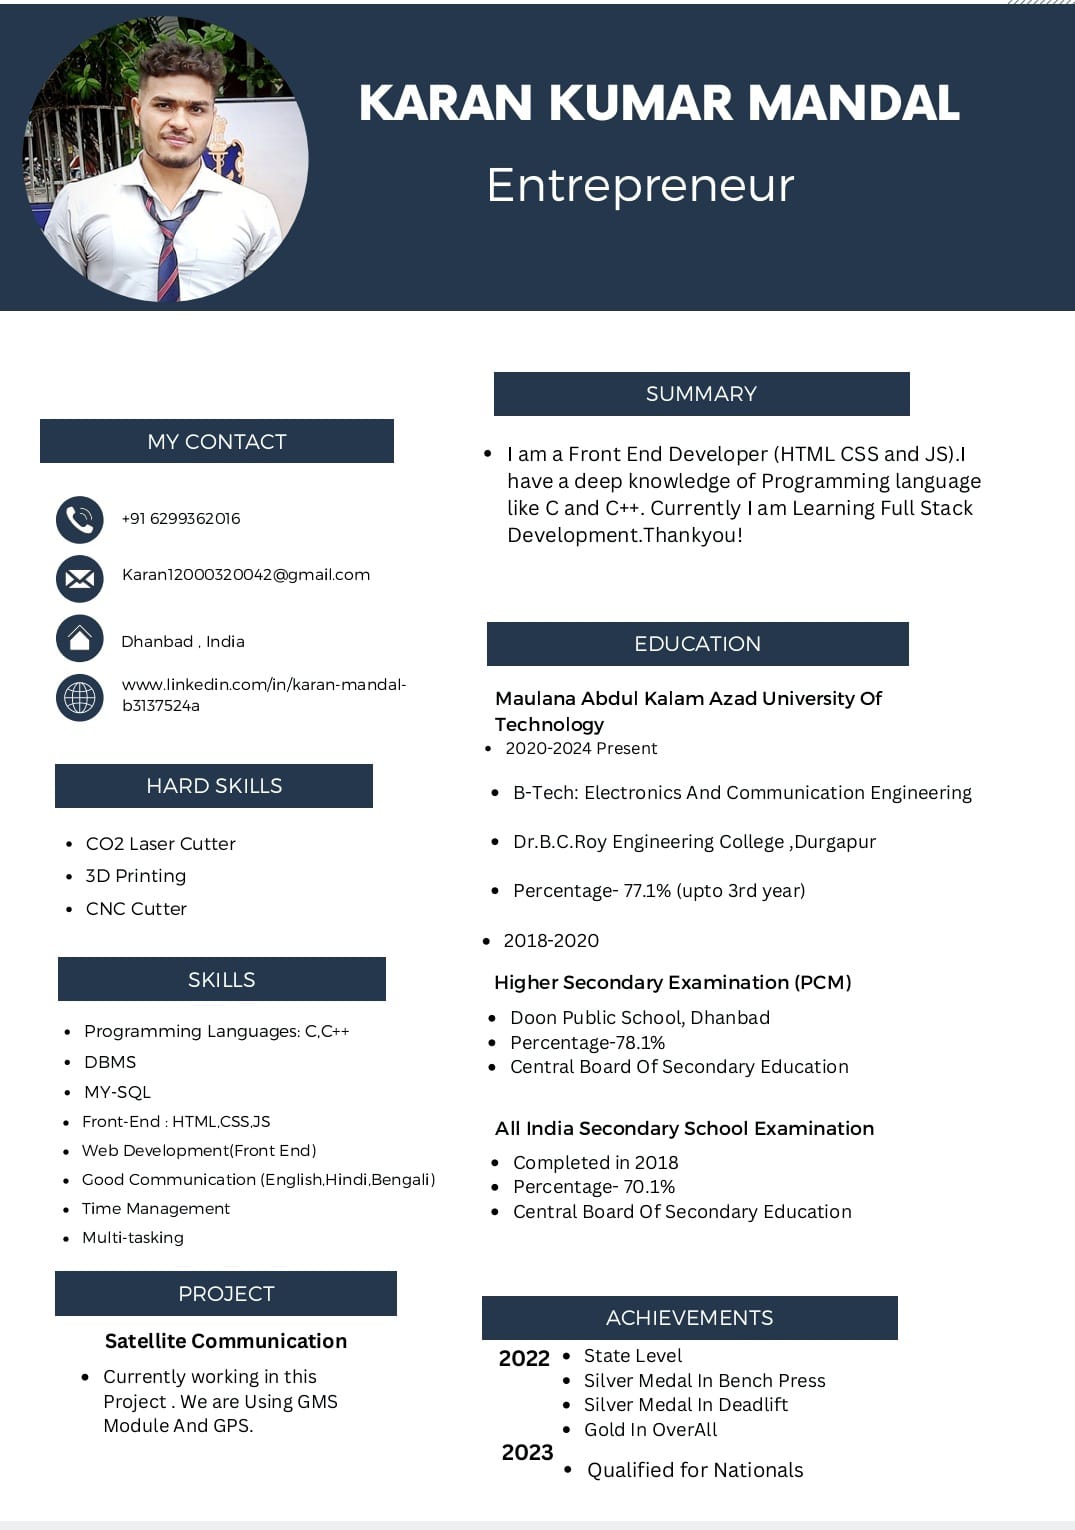 KARAN KUMAR MANDAL
Entrepreneur
MY CONTACT
+91 6299362016
Karan12000320042@gmail.com
Dhanbad , India
www.linkedin.com/in/karan-mandal-
b3137524a
HARD SKILLS
• CO2 Laser Cutter
• 3D Printing
• CNC Cutter
SKILLS
• Programming Languages: C,C++
• DBMS
• MY-SQL
• Front-End : HTML,CSS,JS
• Web Development(Front End)
• Good Communication (English,Hindi,Bengali)
• Time Management
• Multi-tasking
PROJECT
Satellite Communication
• Currently working in this
Project . We are Using GMS
Module And GPS.
SUMMARY
• I am a Front End Developer (HTML CSS and JS).I
have a deep knowledge of Programming language
like C and C++. Currently I am Learning Full Stack
Development.Thankyou!
EDUCATION
Maulana Abdul Kalam Azad University Of
Technology
• 2020-2024 Present
• B-Tech: Electronics And Communication Engineering
• Dr.B.C.Roy Engineering College ,Durgapur
• Percentage- 77.1% (upto 3rd year)
• 2018-2020
Higher Secondary Examination (PCM)
• Doon Public School, Dhanbad
• Percentage-78.1%
• Central Board Of Secondary Education
All India Secondary School Examination
• Completed in 2018
• Percentage- 70.1%
• Central Board Of Secondary Education
ACHIEVEMENTS
2022 • State Level
• Silver Medal In Bench Press
• Silver Medal In Deadlift
• Gold In OverAll
2023
• Qualified for Nationals